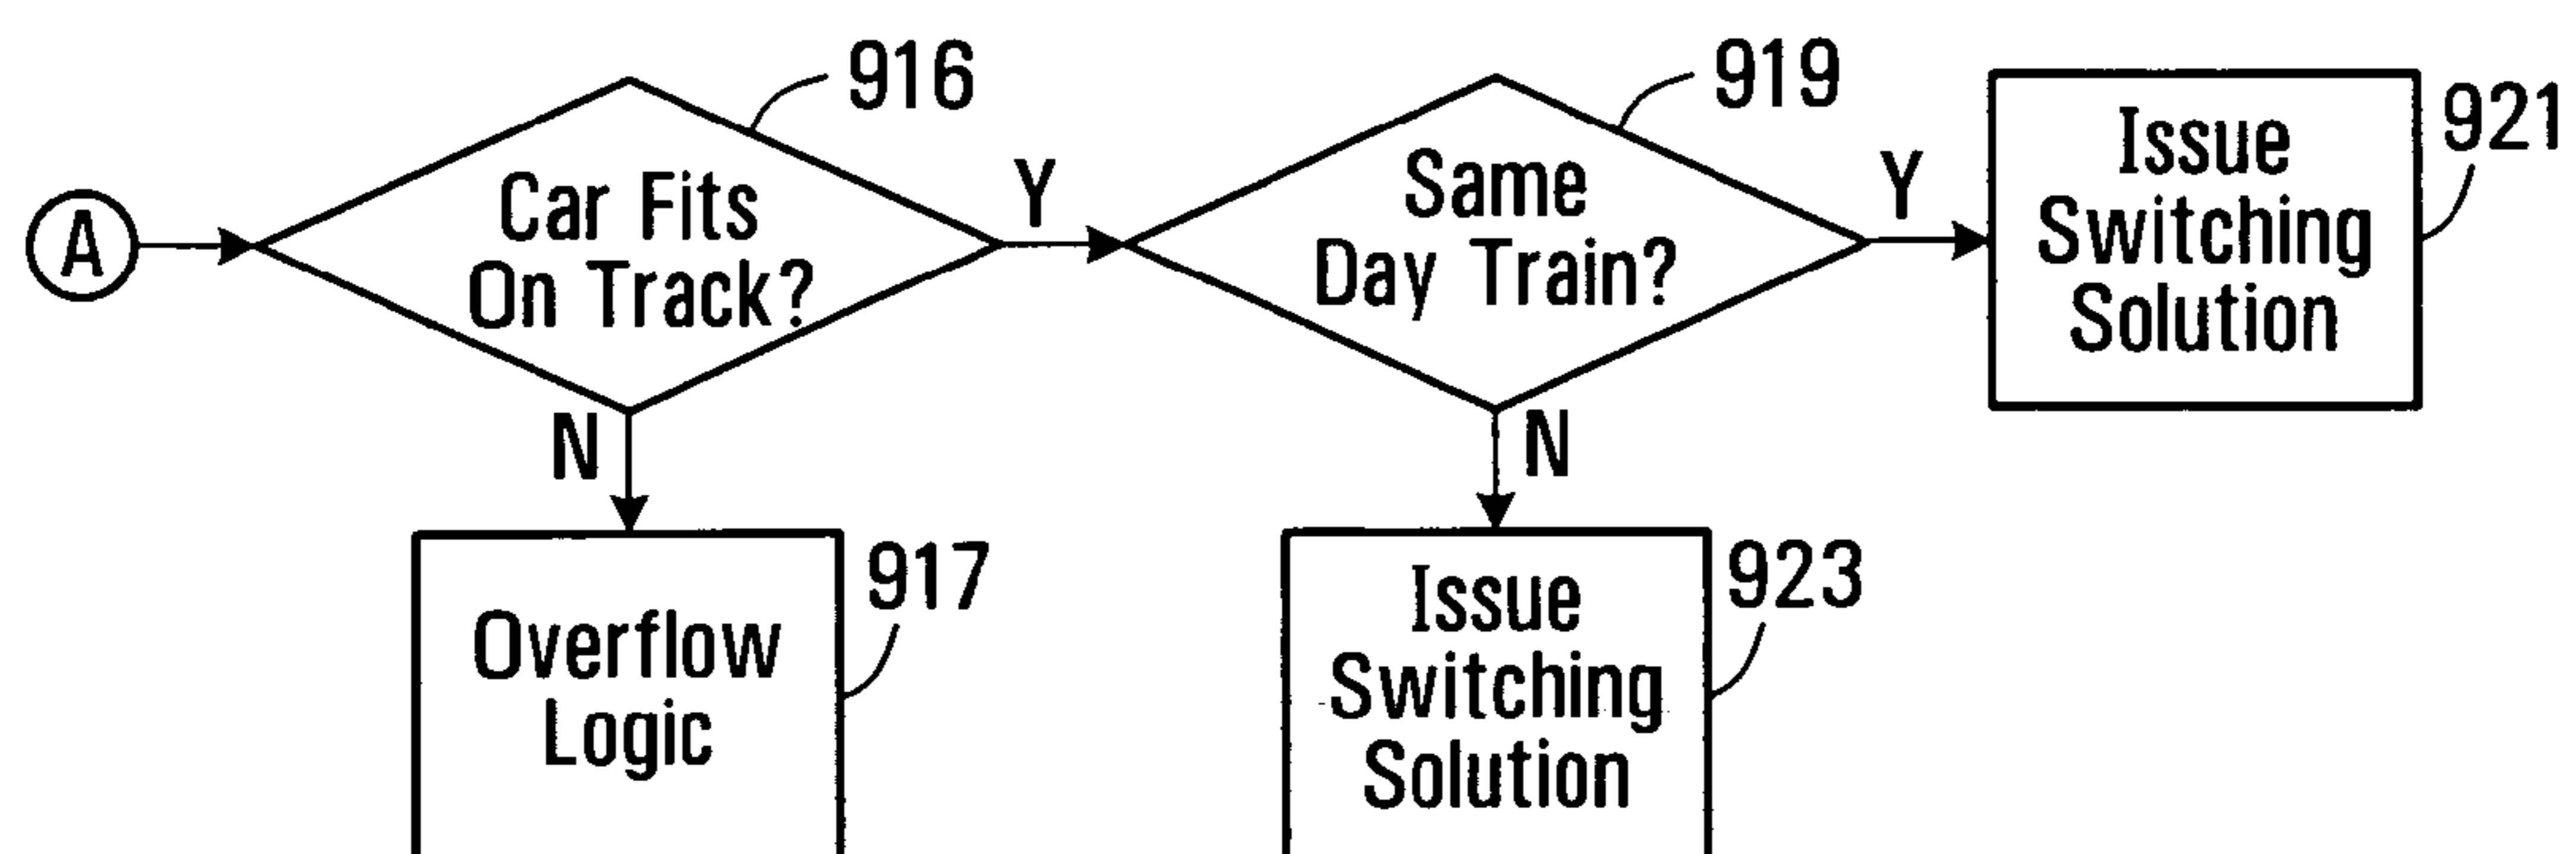 A
916
Car Fits
On Track?
Y
N
917
Overflow
Logic
919
Same
Day Train?
Y
N
921
Issue
Switching
Solution
923
Issue
Switching
Solution